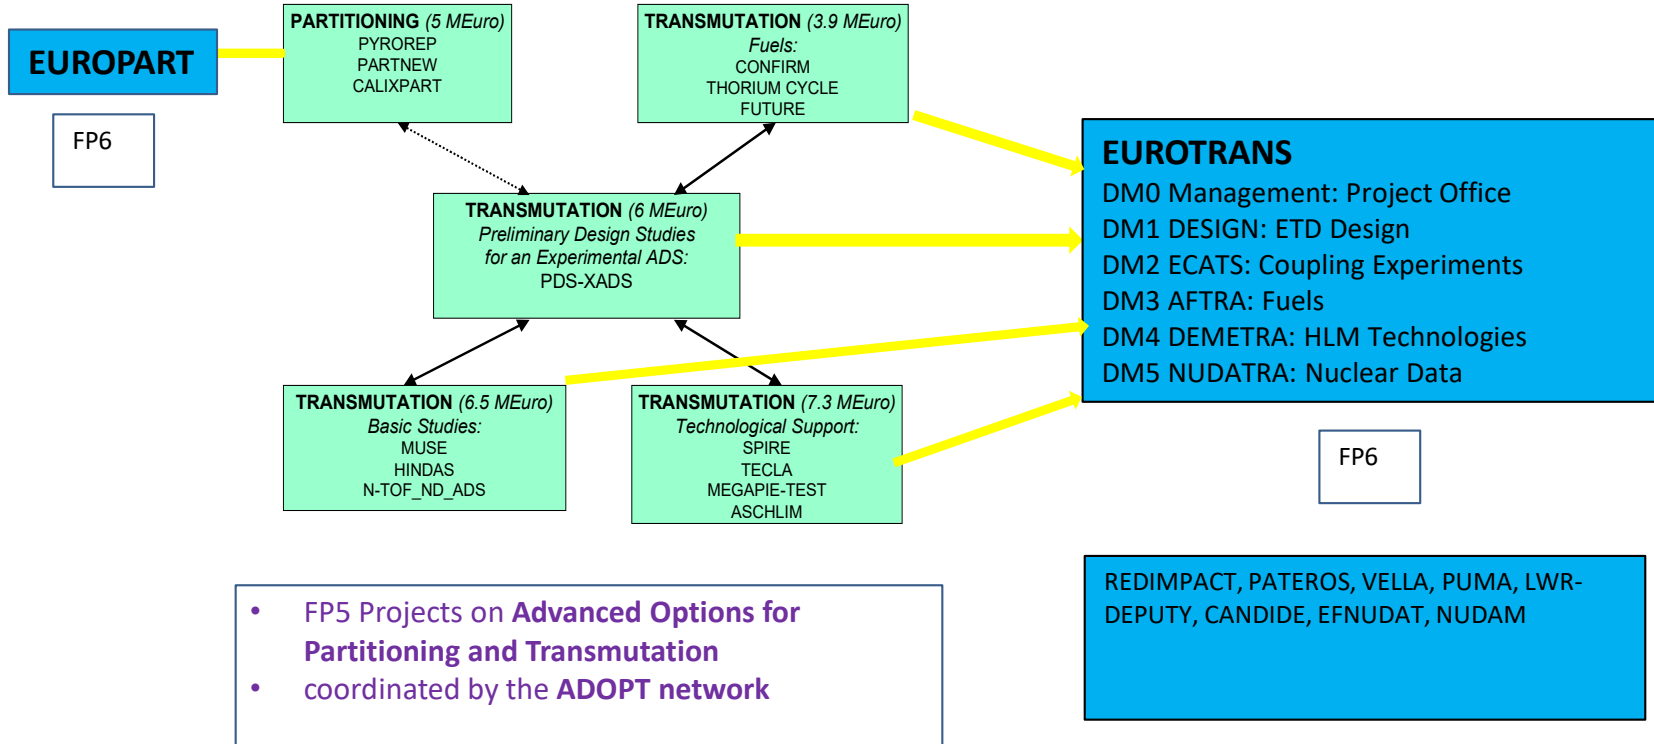 EUROPART
FP6
PARTITIONING (5 MEuro)
PYROREP
PARTNEW
CALIXPART
TRANSMUTATION (3.9 MEuro)
Fuels:
CONFIRM
THORIUM CYCLE
FUTURE
TRANSMUTATION (6 MEuro)
Preliminary Design Studies
for an Experimental ADS:
PDS-XADS
TRANSMUTATION (6.5 MEuro)
Basic Studies:
MUSE
HINDAS
N-TOF_ND_ADS
TRANSMUTATION (7.3 MEuro)
Technological Support:
SPIRE
TECLA
MEGAPIE-TEST
ASCHLIM
EUROTRANS
DM0 Management: Project Office
DM1 DESIGN: ETD Design
DM2 ECATS: Coupling Experiments
DM3 AFTRA: Fuels
DM4 DEMETRA: HLM Technologies
DM5 NUDATRA: Nuclear Data
FP6
• FP5 Projects on Advanced Options for
Partitioning and Transmutation
• coordinated by the ADOPT network
REDIMPACT, PATEROS, VELLA, PUMA, LWR-
DEPUTY, CANDIDE, EFNUDAT, NUDAM